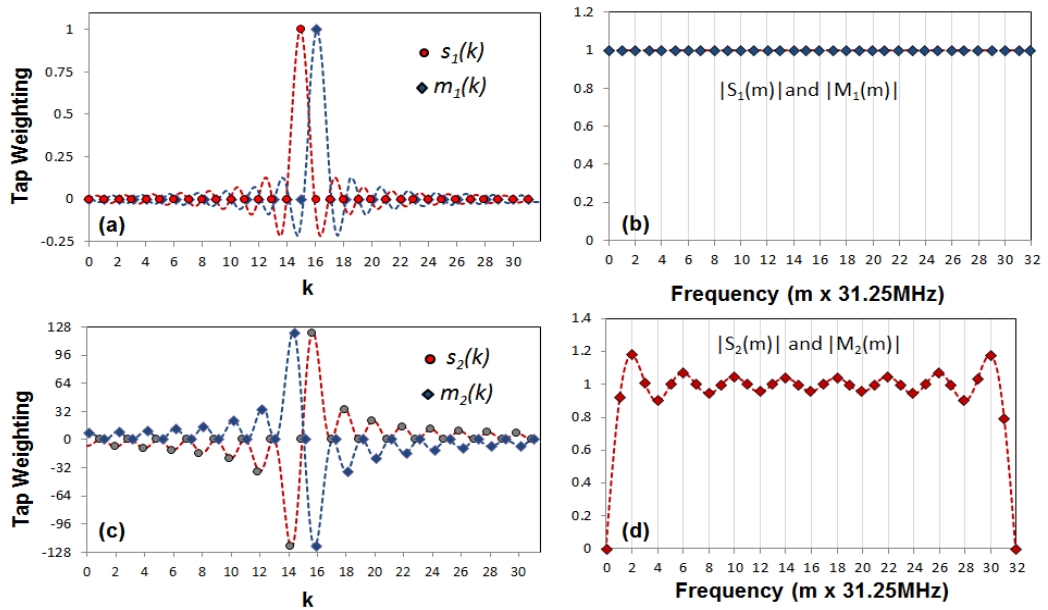 Tap Weighting
1
0.75
0.5
0.25
0
-0.25
s1(k)
m1(k)
(a)
0 2 4 6 8 10 12 14 16 18 20 22 24 26 28 30
k
1.2
1
0.8
0.6
0.4
0.2
0
|S1(m)|and |M1(m)|
(b)
0 2 4 6 8 10 12 14 16 18 20 22 24 26 28 30 32
Frequency (m x 31.25MHz)
Tap Weighting
128
96
64
32
0
-32
-64
-96
-128
s2(k)
m2(k)
(c)
0 2 4 6 8 10 12 14 16 18 20 22 24 26 28 30
k
1.4
1.2
1
0.8
0.6
0.4
0.2
0
|S2(m)| and |M2(m)|
(d)
0 2 4 6 8 10 12 14 16 18 20 22 24 26 28 30 32
Frequency (m x 31.25MHz)